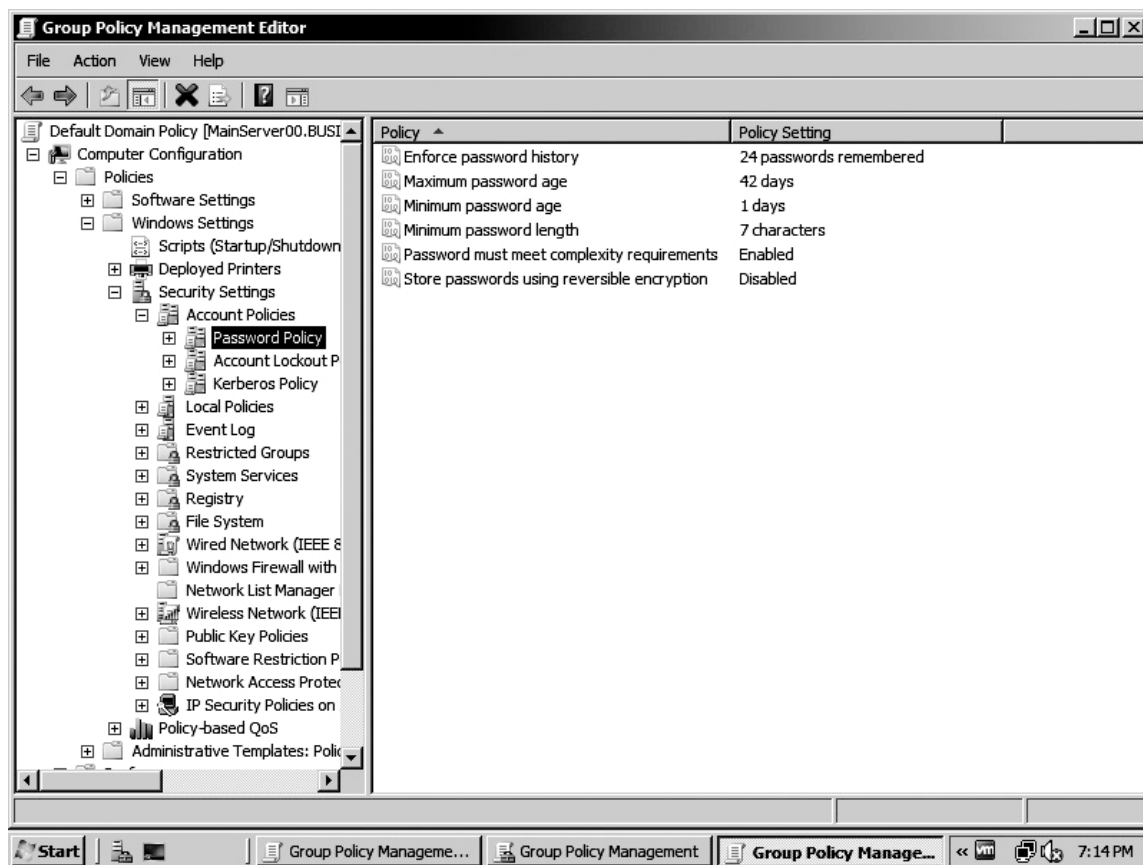 Group Policy Management Editor
File Action View Help
Default Domain Policy [MainServer00.BUSI
Computer Configuration
Policies
Software Settings
Windows Settings
Scripts (Startup/Shutdown
Deployed Printers
Security Settings
Account Policies
Password Policy
Account Lockout P
Kerberos Policy
Local Policies
Event Log
Restricted Groups
System Services
Registry
File System
Wired Network (IEEE 8
Windows Firewall with
Network List Manager
Wireless Network (IEEE
Public Key Policies
Software Restriction P
Network Access Protec
IP Security Policies on
Policy-based QoS
Administrative Templates: Polic
Policy Policy Setting
Enforce password history 24 passwords remembered
Maximum password age 42 days
Minimum password age 1 days
Minimum password length 7 characters
Password must meet complexity requirements Enabled
Store passwords using reversible encryption Disabled
Start Group Policy Manageme... Group Policy Management Group Policy Manage... « vm 7:14 PM